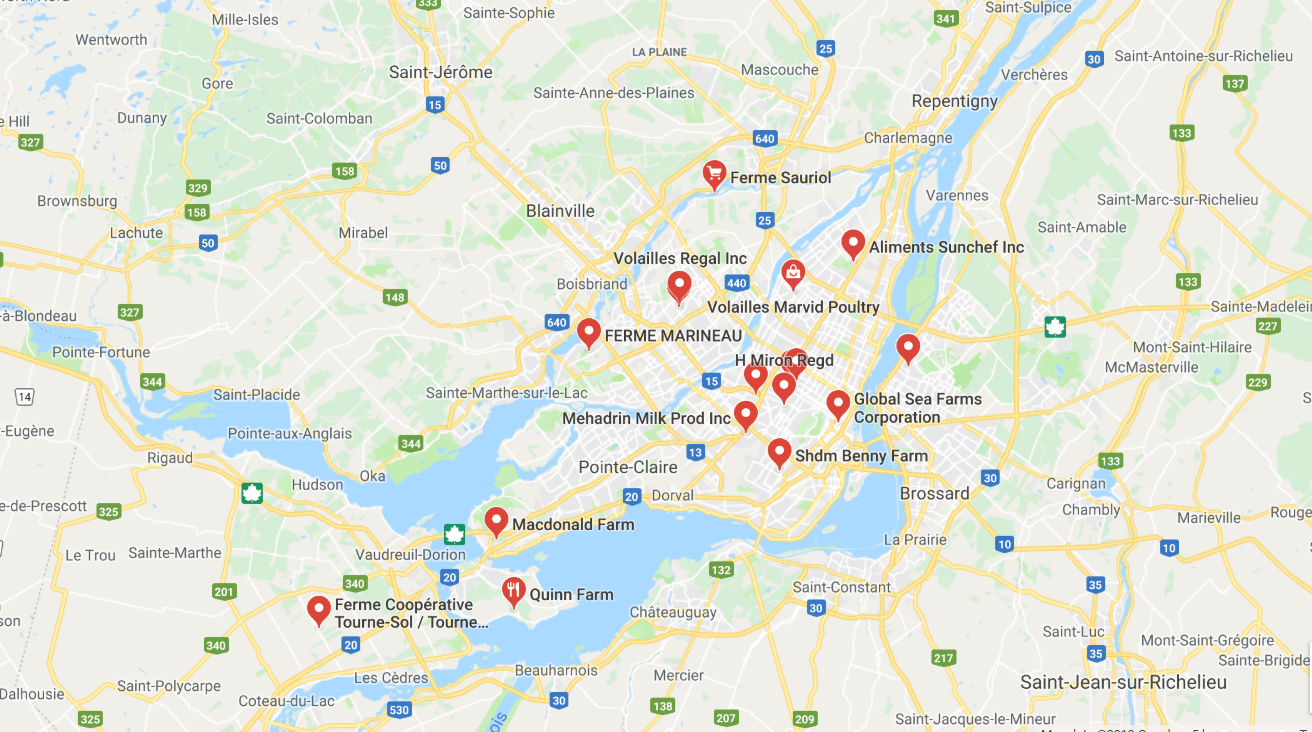 333
Sainte-Sophie
Saint-Sulpice
Mille-Isles
341
Wentworth
LA PLAINE
25
30
Saint-Antoine-sur-Richelieu
Saint-Jérôme
Mascouche
Verchères
Gore
Sainte-Anne-des-Plaines
137
15
Repentigny
Dunany
Saint-Colomban
e Hill
327
640
Charlemagne
133
158
50
Ferme Sauriol
329
Brownsburg
158
Blainville
25
Varennes
Saint-Marc-sur-Richelieu
Lachute
50
Mirabel
Saint-Amable
Aliments Sunchef Inc
Volailles Regal Inc
Boisbriand
440
133
148
Volailles Marvid Poultry
Sainte-Madelei
327
à-Blondeau
640
FERME MARINEAU
227
Pointe-Fortune
Mont-Saint-Hilaire
H Miron Regd
McMasterville
344
15
229
14
Saint-Placide
Sainte-Marthe-sur-le-Lac
Global Sea Farms
Corporation
Mehadrin Milk Prod Inc
-Eugène
Pointe-aux-Anglais
344
13
Shdm Benny Farm
Rigaud
Pointe-Claire
133
Oka
30
Carignan
Hudson
20
Dorval
Brossard
e-de-Prescott
325
Chambly
Marieville
Rouge
Macdonald Farm
La Prairie
10
10
Le Trou
Sainte-Marthe
Vaudreuil-Dorion
132
20
340
35
201
Saint-Constant
Quinn Farm
Ferme Coopérative
Tourne-Sol / Tourne...
30
Châteauguay
son
Saint-Luc
340
20
Mont-Saint-Grégoire
35
217
Sainte-Brigide
Beauharnois
Les Cèdres
Mercier
Saint-Jean-sur-Richelieu
Saint-Polycarpe
Dalhousie
Coteau-du-Lac
30
138
530
325
207
209
Saint-Jacques-le-Mineur
ois